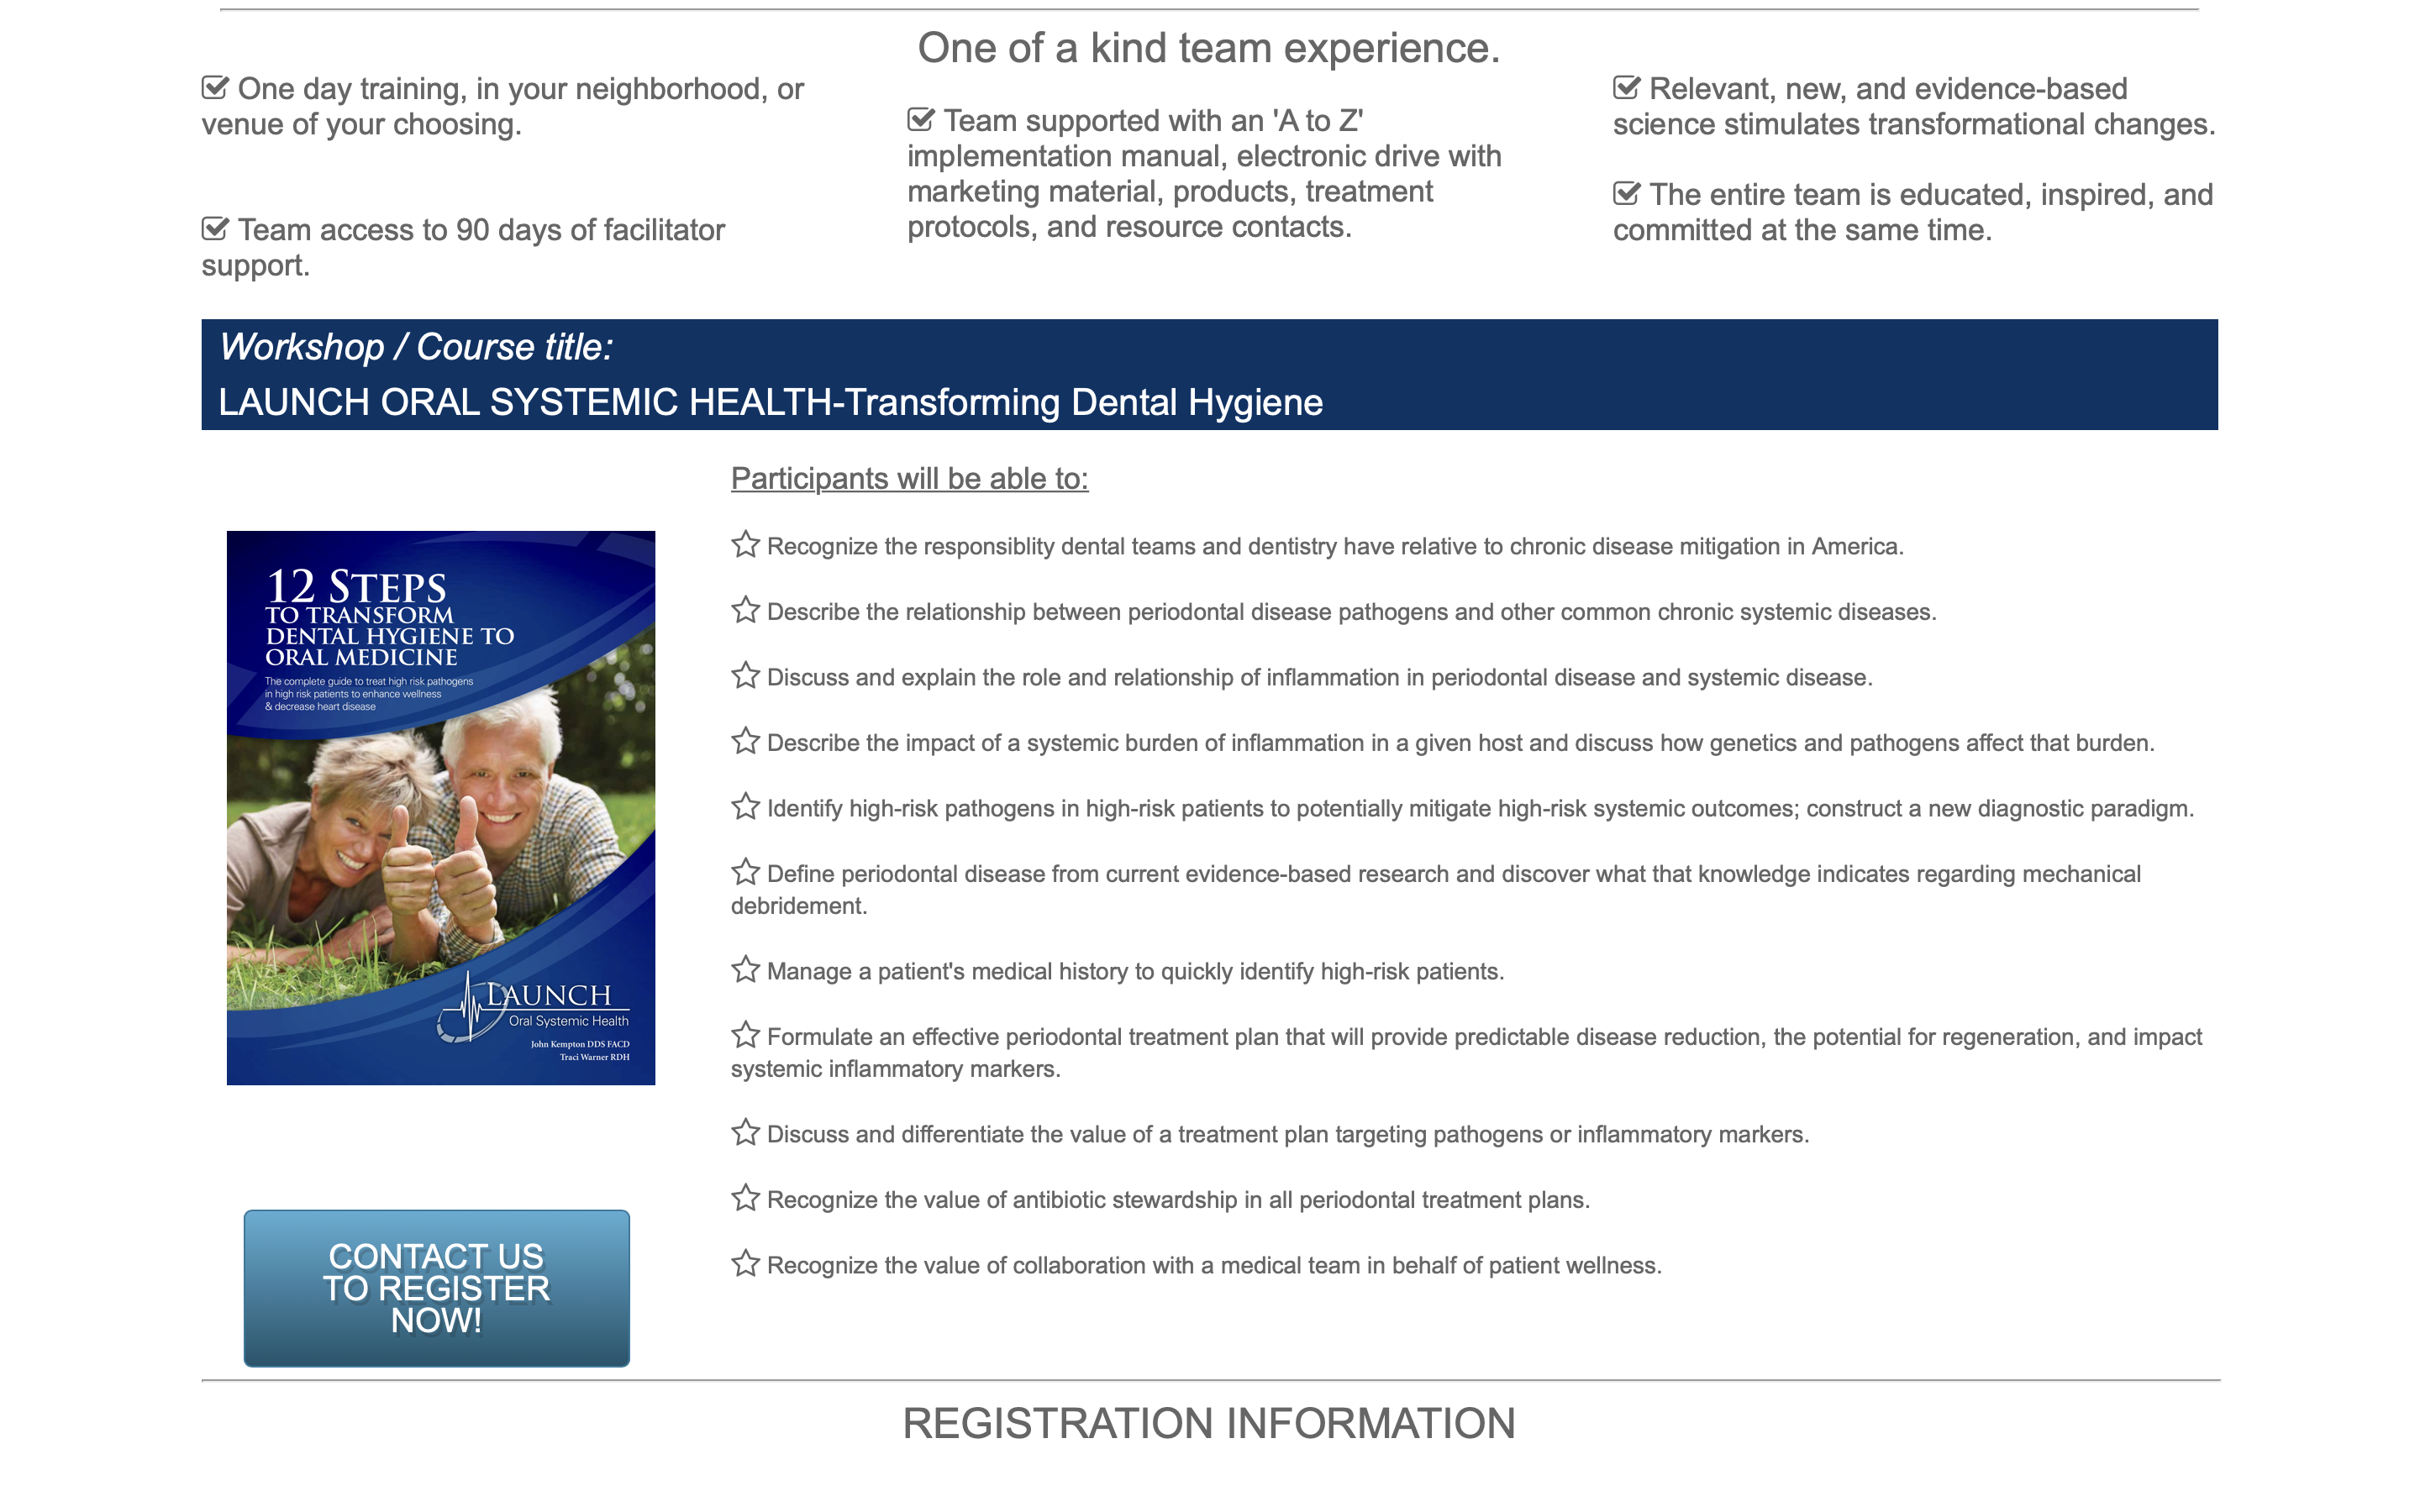 One of a kind team experience.
One day training, in your neighborhood, or
venue of your choosing.
Team access to 90 days of facilitator
support.
Team supported with an 'A to Z'
implementation manual, electronic drive with
marketing material, products, treatment
protocols, and resource contacts.
Relevant, new, and evidence-based
science stimulates transformational changes.
The entire team is educated, inspired, and
committed at the same time.
Workshop / Course title:
LAUNCH ORAL SYSTEMIC HEALTH-Transforming Dental Hygiene
12 STEPS
TO TRANSFORM
DENTAL HYGIENE TO
ORAL MEDICINE
The complete guide to treat high risk pathogens
in high risk patients to enhance wellness
& decrease heart disease
LAUNCH
Oral Systemic Health
John Kempton DDS FACD
Traci Warner RDH
CONTACT US
TO REGISTER
NOW!
Participants will be able to:
Recognize the responsiblity dental teams and dentistry have relative to chronic disease mitigation in America.
Describe the relationship between periodontal disease pathogens and other common chronic systemic diseases.
Discuss and explain the role and relationship of inflammation in periodontal disease and systemic disease.
Describe the impact of a systemic burden of inflammation in a given host and discuss how genetics and pathogens affect that burden.
Identify high-risk pathogens in high-risk patients to potentially mitigate high-risk systemic outcomes; construct a new diagnostic paradigm.
Define periodontal disease from current evidence-based research and discover what that knowledge indicates regarding mechanical
debridement.
Manage a patient's medical history to quickly identify high-risk patients.
Formulate an effective periodontal treatment plan that will provide predictable disease reduction, the potential for regeneration, and impact
systemic inflammatory markers.
Discuss and differentiate the value of a treatment plan targeting pathogens or inflammatory markers.
Recognize the value of antibiotic stewardship in all periodontal treatment plans.
Recognize the value of collaboration with a medical team in behalf of patient wellness.
REGISTRATION INFORMATION